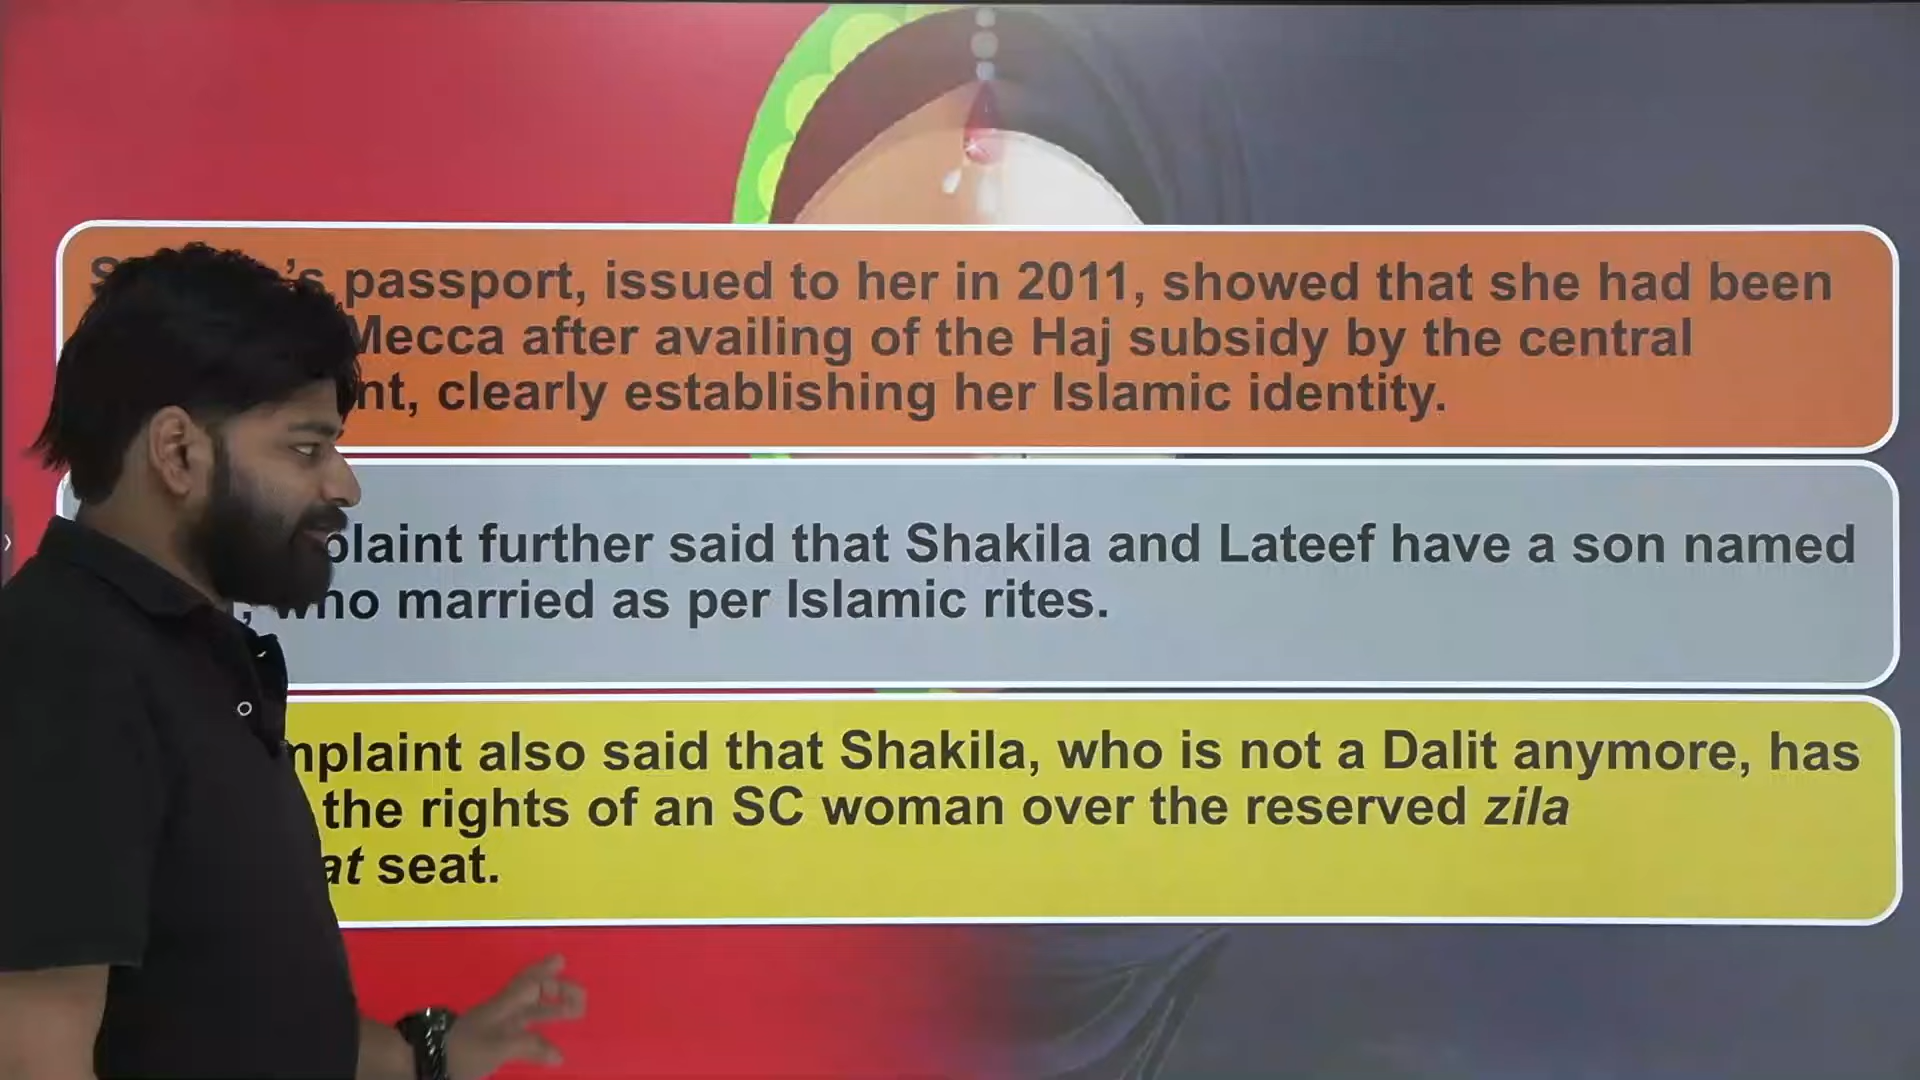 passport, issued to her in 2011, showed that she had been
Mecca after availing of the Haj subsidy by the central
nt, clearly establishing her Islamic identity.
plaint further said that Shakila and Lateef have a son named
, who married as per Islamic rites.
mplaint also said that Shakila, who is not a Dalit anymore, has
the rights of an SC woman over the reserved zila
at seat.